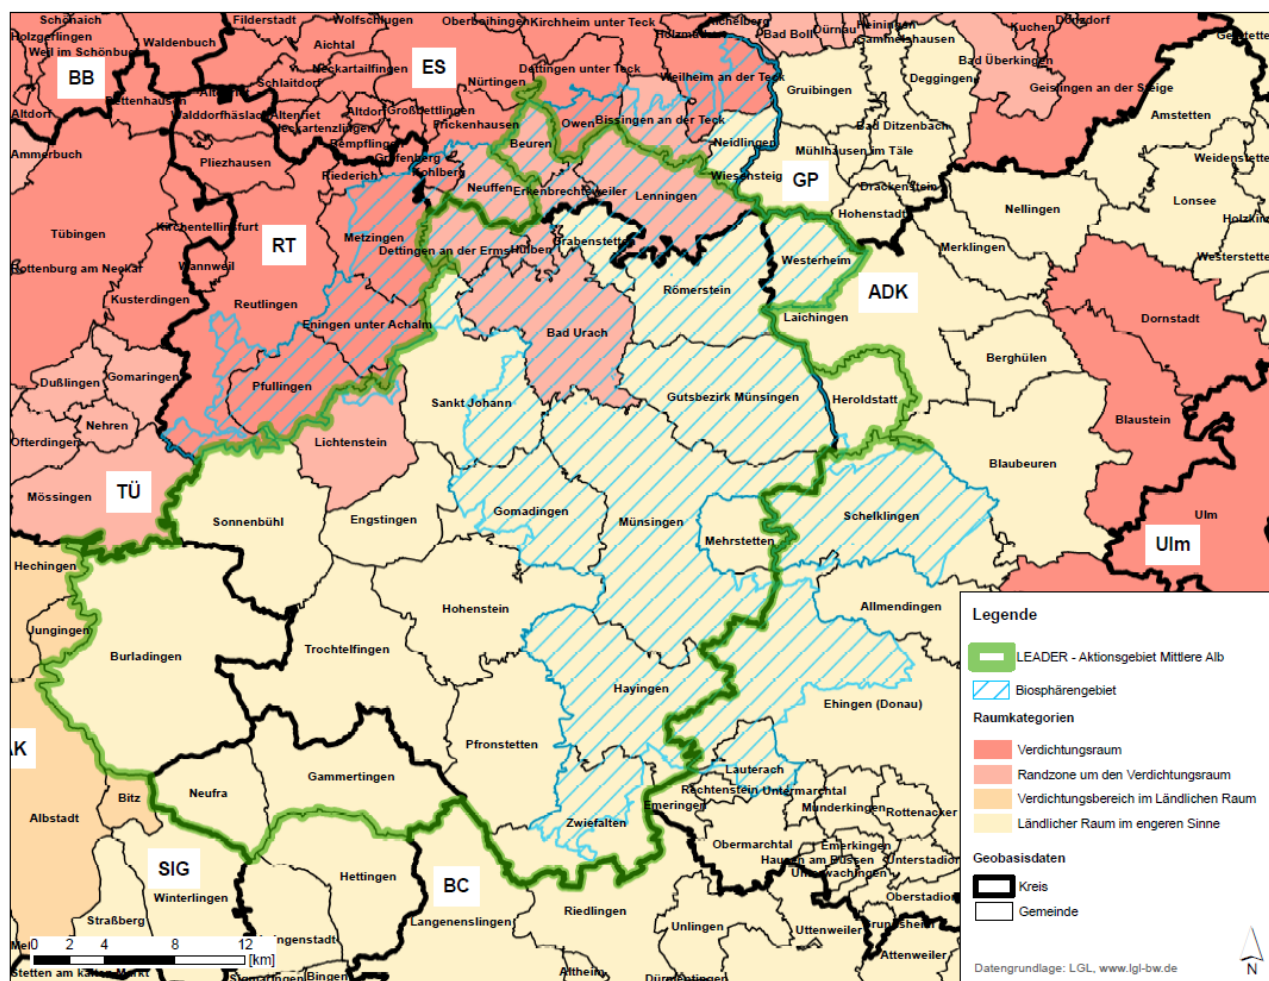 Schönaich
Filderstadt
Wolfschlugen
Oberboihingen
Kirchheim unter Teck
Bad Boll
Dürnau
Heiningen
Gammelshausen
Kuchen
Donzdorf
Holzgerlingen
Weil im Schönbuch
Waldenbuch
Aichtal
Neckartailfingen
ES
Dettingen unter Teck
Weilheim an der Teck
Deggingen
Bad Überkingen
Geislingen an der Steige
BB
Schlaitdorf
Nürtingen
Gruibingen
Amstetten
Altdorf
Walddorfhäslach
Altenriet
Altdorf
Großbettlingen
Owen
Bissingen an der Teck
Bad Ditzenbach
Neckartenzlingen
Frickenhausen
Ammerbuch
Pliezhausen
Bempflingen
Grafenberg
Beuren
Neidlingen
Mühlhausen im Täle
Riederich
Kohlberg
Neuffen
Erkenbrechtsweiler
Lenningen
Wiesensteig
GP
Drackenstein
Hohenstadt
Nellingen
Lonsee
Tübingen
Kirchentellinsfurt
RT
Metzingen
Dettingen an der Erms
Hülben
Grabenstetten
Westerheim
Merklingen
Rottenburg am Neckar
Wannweil
Römerstein
ADK
Kusterdingen
Reutlingen
Eningen unter Achalm
Bad Urach
Laichingen
Dornstadt
Dußlingen
Gomaringen
Pfullingen
Sankt Johann
Gutsbezirk Münsingen
Heroldstatt
Berghülen
Nehren
Ofterdingen
Lichtenstein
Blaustein
Mössingen
TÜ
Sonnenbühl
Engstingen
Gomadingen
Münsingen
Mehrstetten
Schelklingen
Blaubeuren
Ulm
Ulm
Hechingen
Jungingen
Burladingen
Trochtelfingen
Hohenstein
Allmendingen
Hayingen
Ehingen (Donau)
Pfronstetten
Gammertingen
Neufra
Bitz
Albstadt
Lauterach
Rechtenstein
Untermarchtal
Munderkingen
Rottenacker
Emeringen
Zwiefalten
Obermarchtal
Emerkingen
Hausen am Bussen
Unterwachingen
SIG
Winterlingen
Hettingen
BC
Langenenslingen
Riedlingen
Unlingen
Uttenweiler
Straßberg
Stetten am kalten Markt
Bingen
Altheim
Dürmentingen
Attenweiler
0 2 4 8 12
[km]
Legende
LEADER - Aktionsgebiet Mittlere Alb
Biosphärengebiet
Raumkategorien
Verdichtungsraum
Randzone um den Verdichtungsraum
Verdichtungsbereich im Ländlichen Raum
Ländlicher Raum im engeren Sinne
Geobasisdaten
Kreis
Gemeinde
Datengrundlage: LGL, www.lgl-bw.de
N